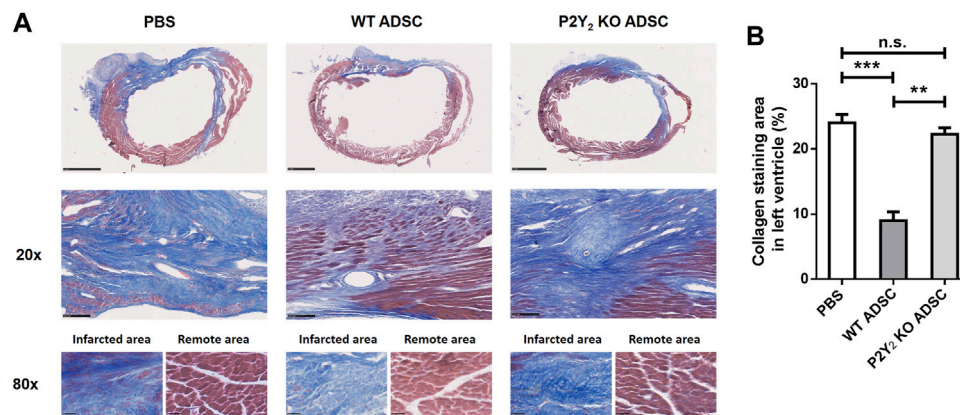 A
PBS
WT ADSC
P2Y₂ KO ADSC
20x
Infarcted area
Remote area
Infarcted area
Remote area
Infarcted area
Remote area
80x
B
n.s.
***
**
Collagen staining area
in left ventricle (%)
30
20
10
0
PBS
WT ADSC
P2Y₂ KO ADSC